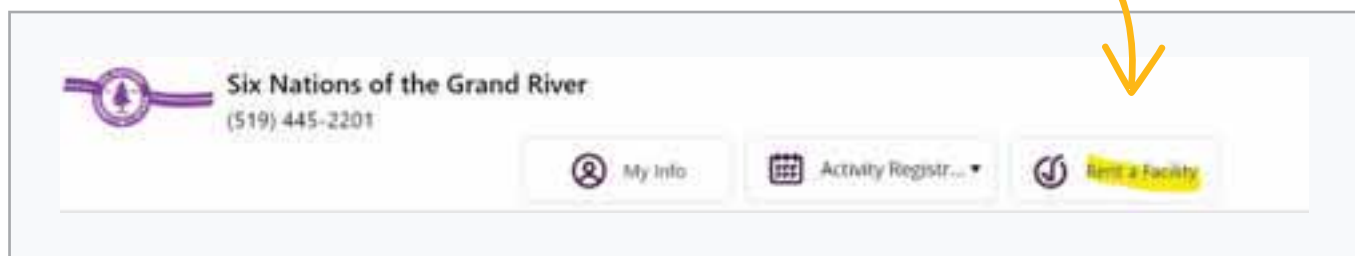 Six Nations of the Grand River
(519) 445-2201
My Info
Activity Registr...
Rent a Facility